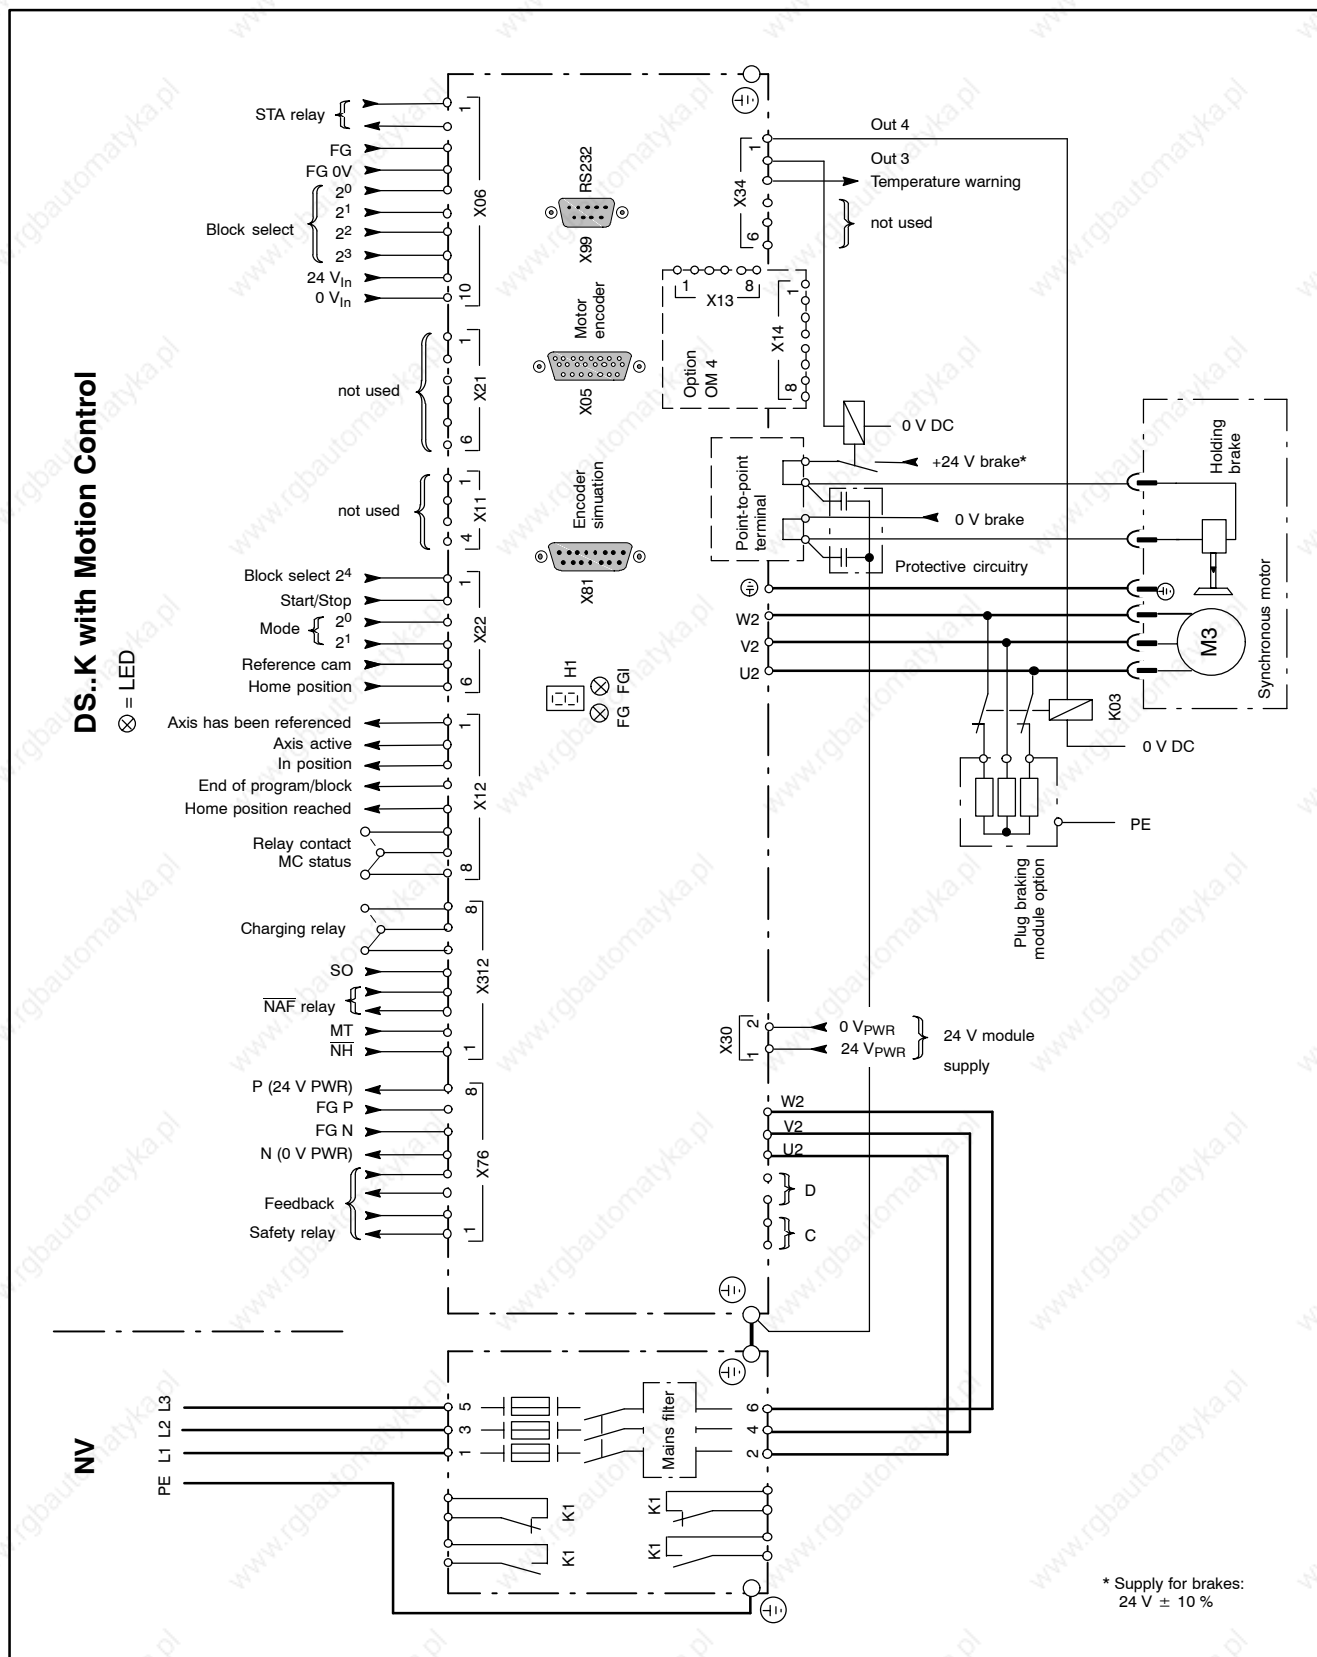 DS..K with Motion Control
⊗ = LED
STA relay
FG
FG 0V
Block select
2⁰
2¹
2²
2³
24 V_In
0 V_In
1
X06
10
not used
1
X21
6
not used
1
X11
4
Block select 2⁴
Start/Stop
Mode
2⁰
2¹
Reference cam
Home position
1
X22
6
Axis has been referenced
Axis active
In position
End of program/block
Home position reached
Relay contact
MC status
1
X12
8
Charging relay
SO
N̅A̅F̅ relay
MT
N̅H̅
8
X312
1
P (24 V PWR)
FG P
FG N
N (0 V PWR)
Feedback
Safety relay
8
X76
1
RS232
X99
Motor
encoder
X05
Encoder
simuation
X81
H1
FG
FGI
1
X34
6
Out 4
Out 3
Temperature warning
not used
1
X13
8
1
X14
8
Option
OM 4
0 V DC
+24 V brake*
Point-to-point
terminal
0 V brake
Protective circuitry
W2
V2
U2
Holding
brake
M3
Synchronous motor
K03
0 V DC
PE
Plug braking
module option
2
X30
1
0 V_PWR
24 V_PWR
24 V module
supply
W2
V2
U2
D
C
NV
L3
L2
L1
PE
5
3
1
Mains filter
6
4
2
K1
K1
K1
K1
* Supply for brakes:
24 V ± 10 %
www.rgbautomatyka.pl